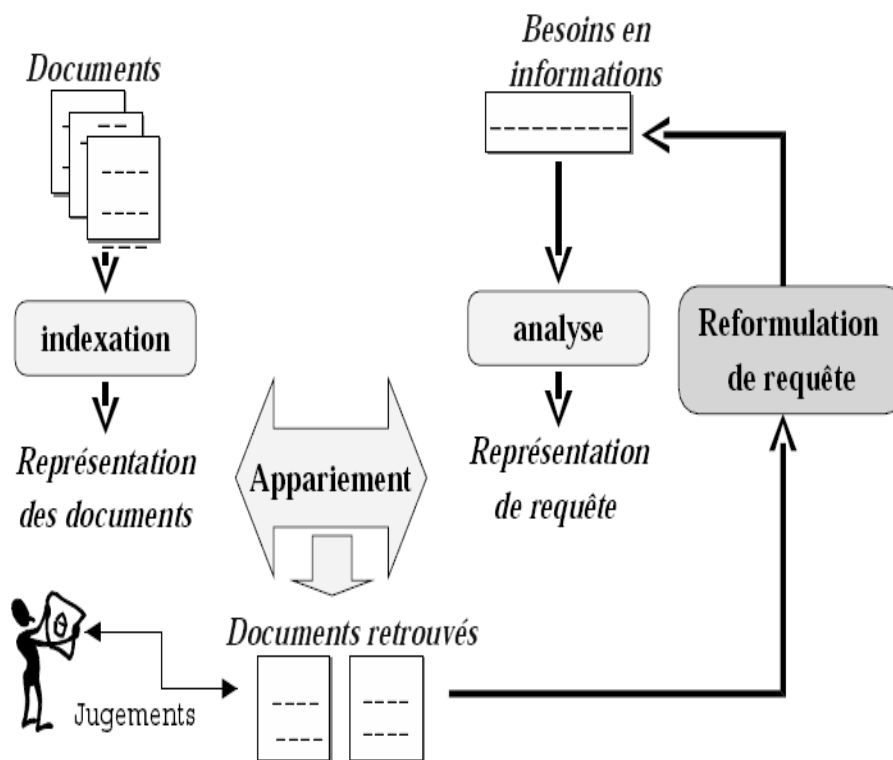 Documents
Besoins en
informations
indexation
analyse
Reformulation
de requête
Représentation
des documents
Appariement
Représentation
de requête
Documents retrouvés
Jugements